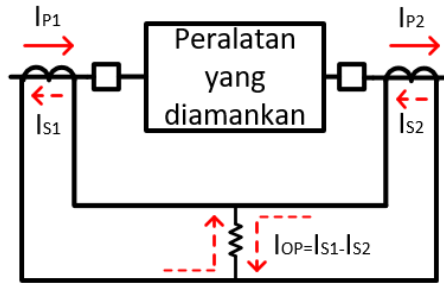 IP1
IP2
Peralatan
yang
diamankan
IS1
IS2
IOP=IS1-IS2